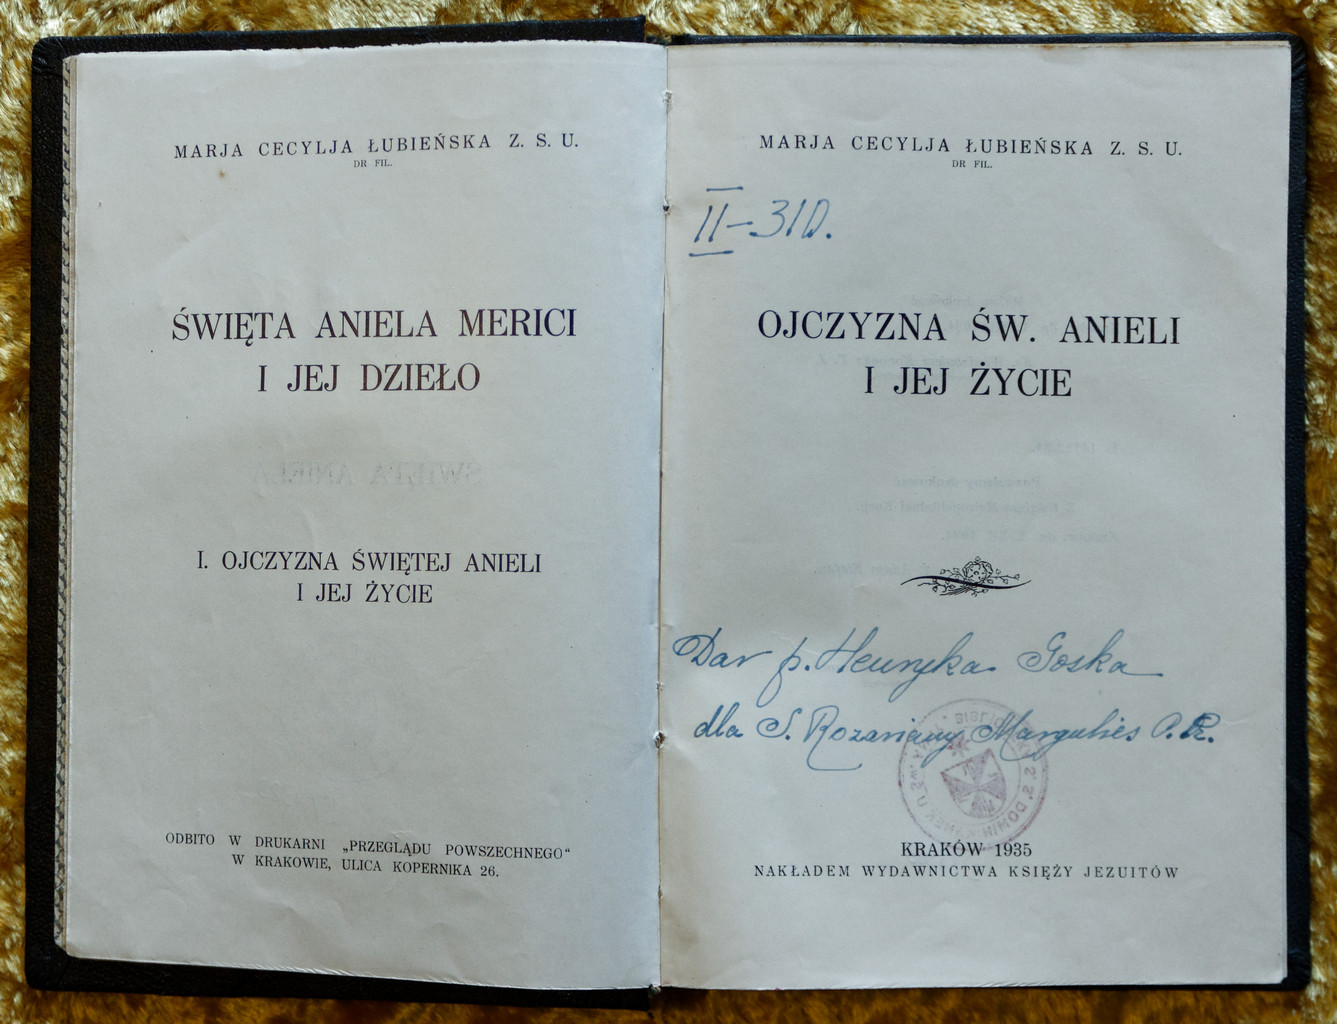 MARJA CECYLJA ŁUBIEŃSKA Z. S. U.
DR FIL.
ŚWIĘTA ANIELA MERICI
I JEJ DZIEŁO
I. OJCZYZNA ŚWIĘTEJ ANIELI
I JEJ ŻYCIE
ODBITO W DRUKARNI „PRZEGLĄDU POWSZECHNEGO“
W KRAKOWIE, ULICA KOPERNIKA 26.
MARJA CECYLJA ŁUBIEŃSKA Z. S. U.
DR FIL.
II-310.
OJCZYZNA ŚW. ANIELI
I JEJ ŻYCIE
Dar p. Henryka Goska
dla S. Rozariany Margulies O.
KRAKÓW 1935
NAKŁADEM WYDAWNICTWA KSIĘŻY JEZUITÓW